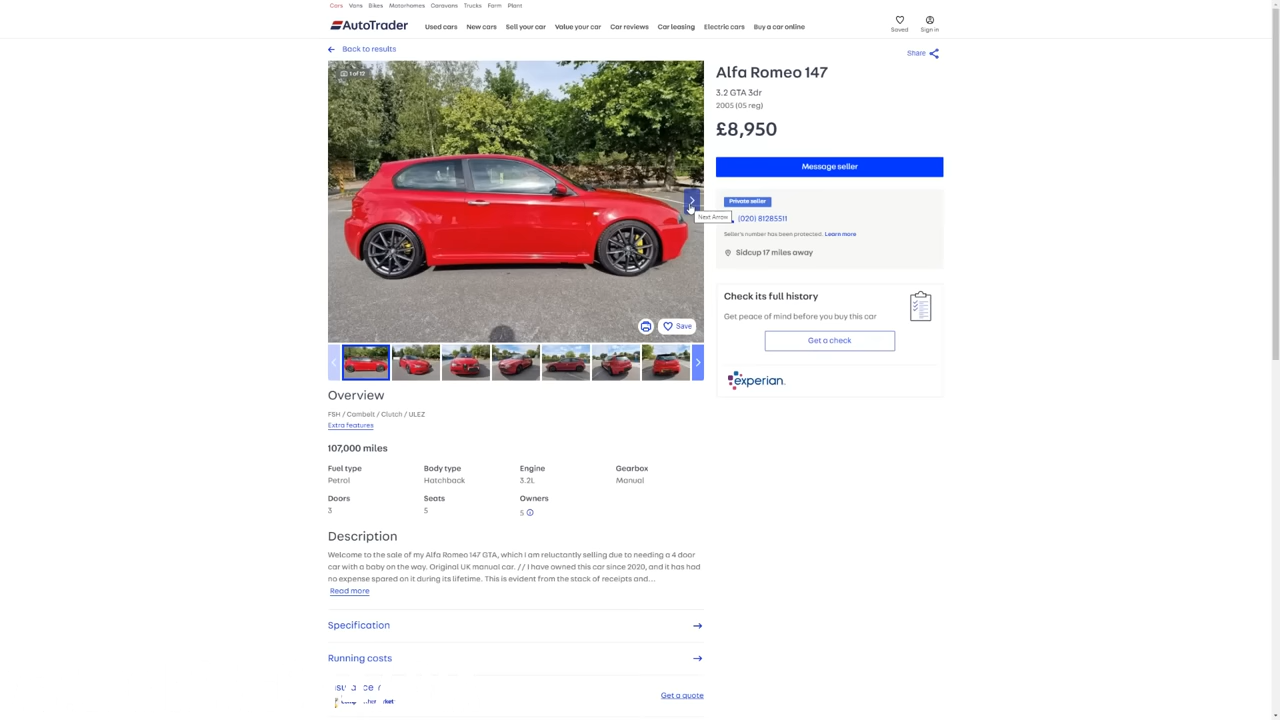 Cars Vans Bikes Motorhomes Caravans Trucks Farm Plant
AutoTrader
Used cars New cars Sell your car Value your car Car reviews Car leasing Electric cars Buy a car online
Saved Sign in
Back to results
Share
1 of 17
Alfa Romeo 147
3.2 GTA 3dr
2005 (05 reg)
£8,950
Message seller
Private seller
Next Arrow
(020) 81285511
Seller's number has been protected. Learn more
Sidcup 17 miles away
Check its full history
Get peace of mind before you buy this car
Get a check
experian.
Save
Overview
FSH / Cambelt / Clutch / ULEZ
Extra features
107,000 miles
Fuel type Body type Engine Gearbox
Petrol Hatchback 3.2L Manual
Doors Seats Owners
3 5 5
Description
Welcome to the sale of my Alfa Romeo 147 GTA, which I am reluctantly selling due to needing a 4 door
car with a baby on the way. Original UK manual car. // I have owned this car since 2020, and it has had
no expense spared on it during its lifetime. This is evident from the stack of receipts and...
Read more
Specification
Running costs
Get a quote